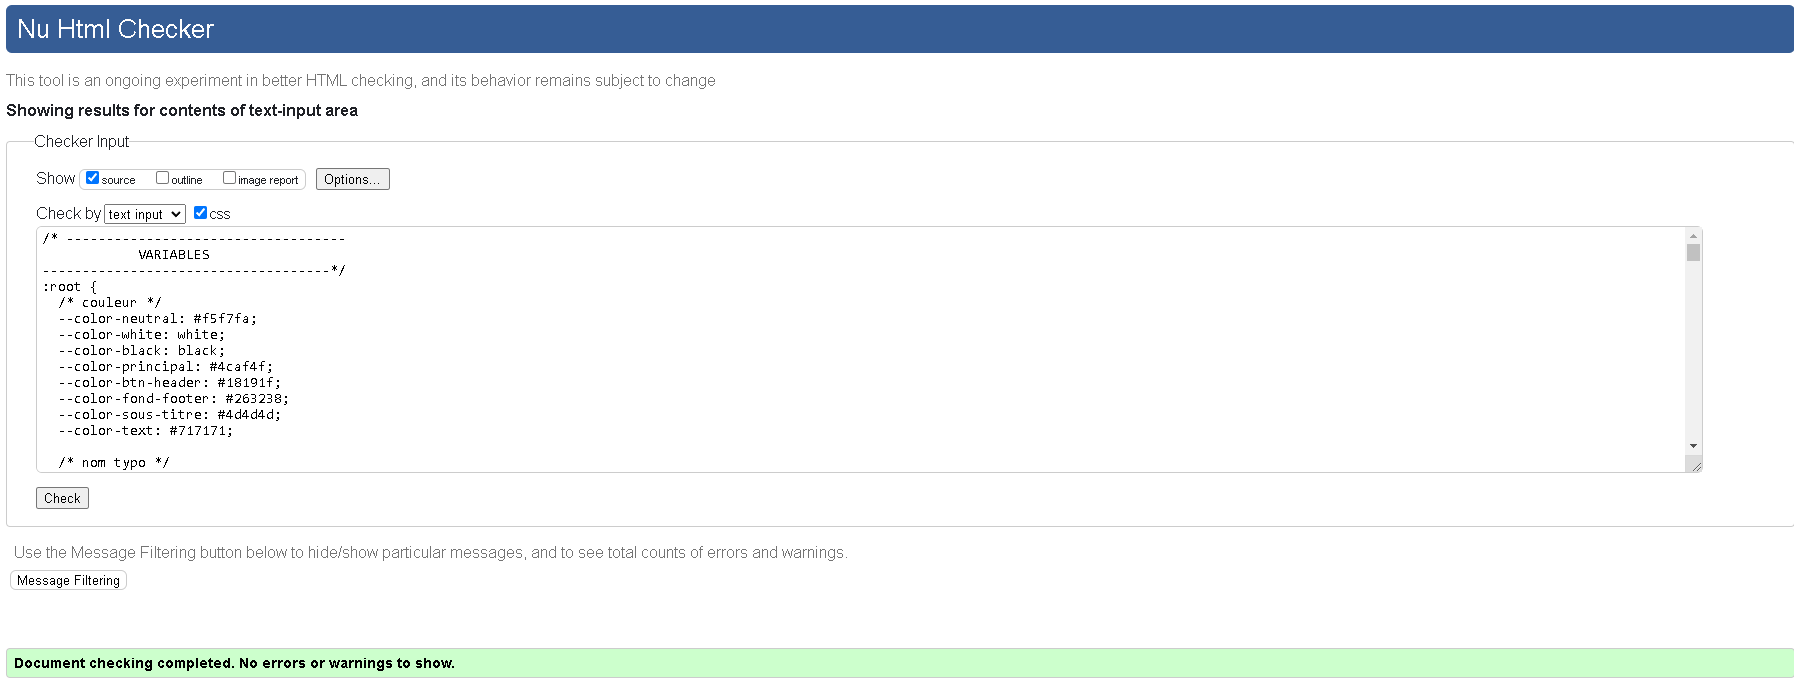 Nu Html Checker
This tool is an ongoing experiment in better HTML checking, and its behavior remains subject to change
Showing results for contents of text-input area
Checker Input
Show source outline image report Options...
Check by text input css
/* -----------------------------------
VARIABLES
------------------------------------*/
:root {
/* couleur */
--color-neutral: #f5f7fa;
--color-white: white;
--color-black: black;
--color-principal: #4caf4f;
--color-btn-header: #18191f;
--color-fond-footer: #263238;
--color-sous-titre: #4d4d4d;
--color-text: #717171;
/* nom typo */
Check
Use the Message Filtering button below to hide/show particular messages, and to see total counts of errors and warnings.
Message Filtering
Document checking completed. No errors or warnings to show.